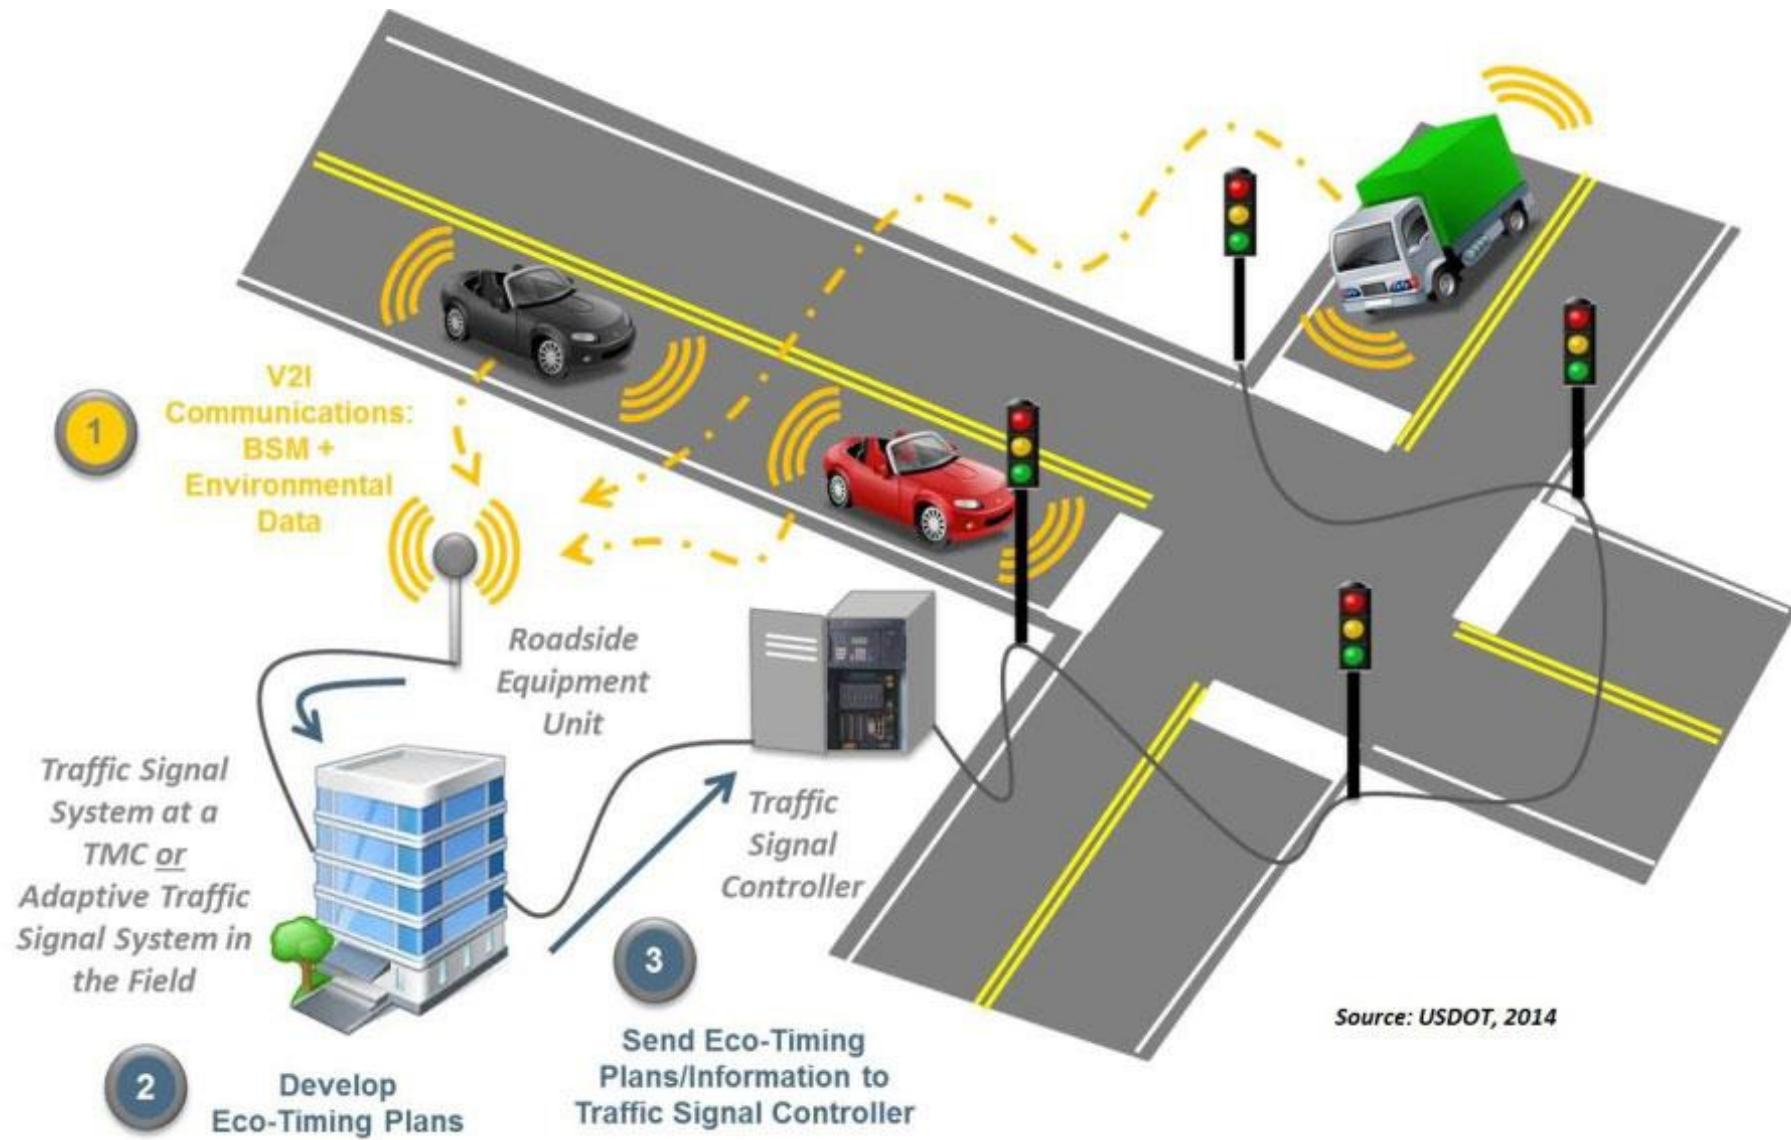 1
V2I
Communications:
BSM +
Environmental
Data
Roadside
Equipment
Unit
Traffic Signal
System at a
TMC or
Adaptive Traffic
Signal System in
the Field
Traffic
Signal
Controller
2
Develop
Eco-Timing Plans
3
Send Eco-Timing
Plans/Information to
Traffic Signal Controller
Source: USDOT, 2014